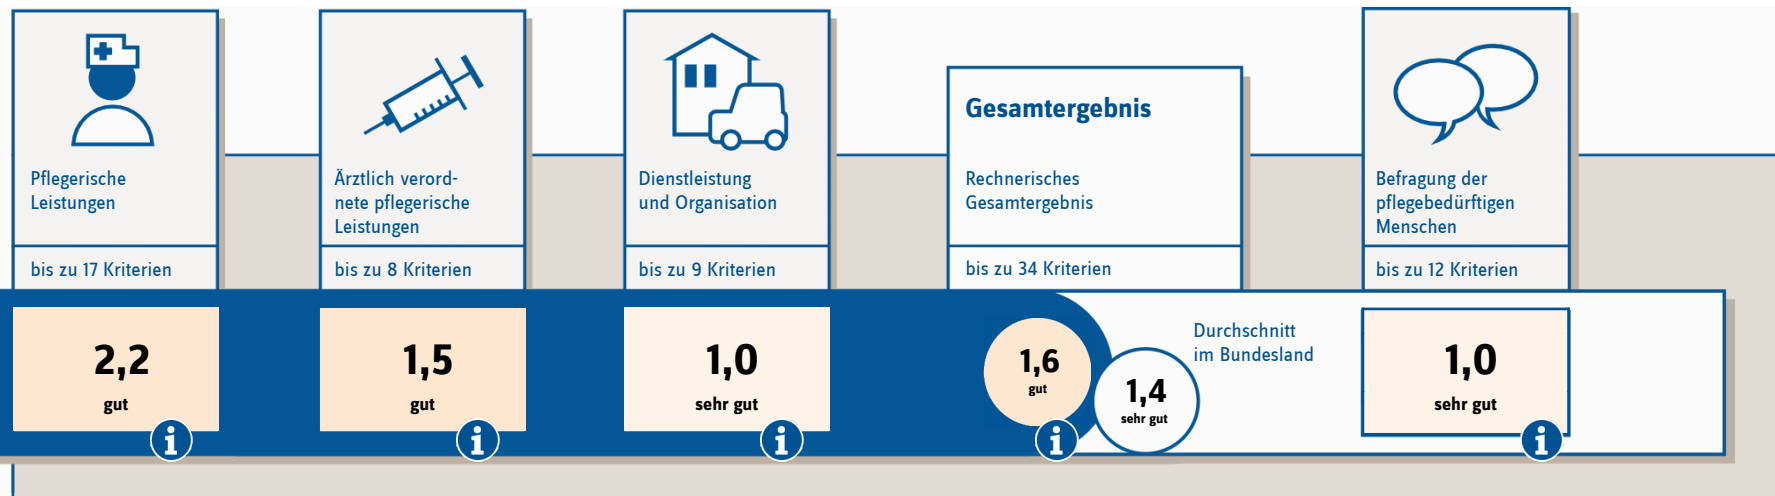 Pflegerische
Leistungen
bis zu 17 Kriterien
2,2
gut
i
Ärztlich verord-
nete pflegerische
Leistungen
bis zu 8 Kriterien
1,5
gut
i
Dienstleistung
und Organisation
bis zu 9 Kriterien
1,0
sehr gut
i
Gesamtergebnis
Rechnerisches
Gesamtergebnis
bis zu 34 Kriterien
1,6
gut
i
1,4
sehr gut
Durchschnitt
im Bundesland
Befragung der
pflegebedürftigen
Menschen
bis zu 12 Kriterien
1,0
sehr gut
i